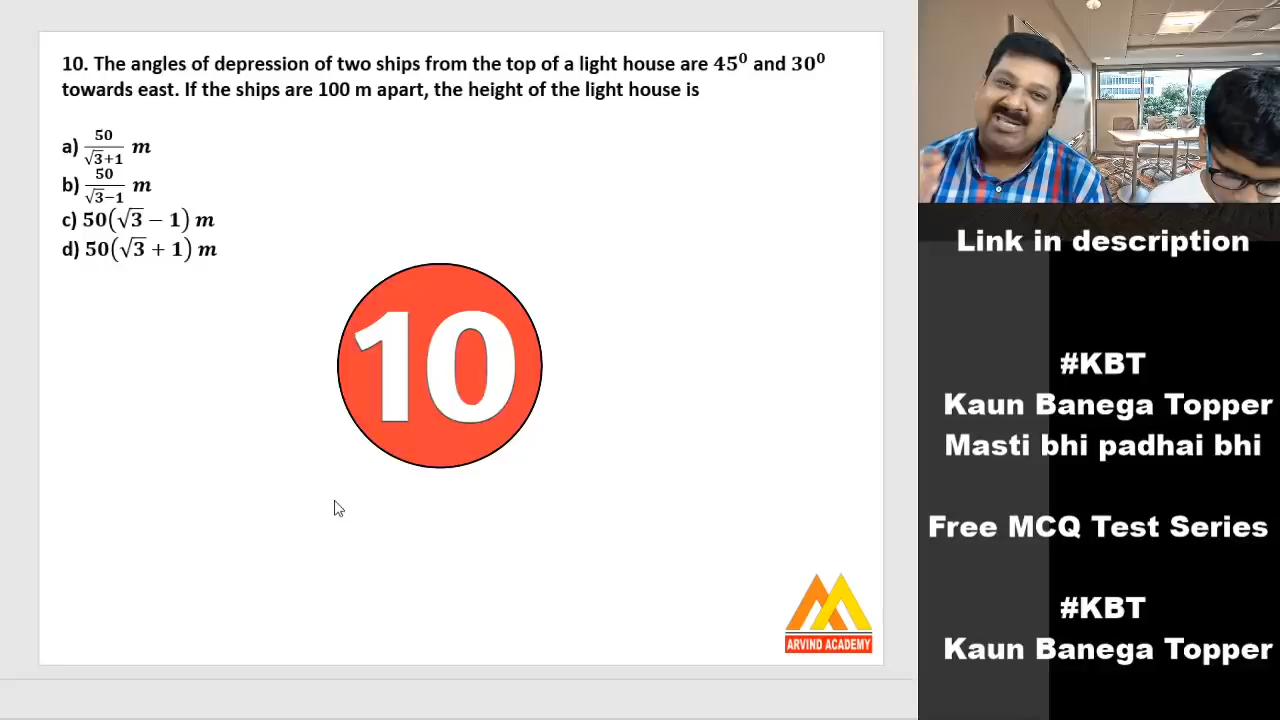 10. The angles of depression of two ships from the top of a light house are 45⁰ and 30⁰
towards east. If the ships are 100 m apart, the height of the light house is
a) 50/(√3+1) m
b) 50/(√3−1) m
c) 50(√3 − 1) m
d) 50(√3 + 1) m
10
ARVIND ACADEMY
Link in description
#KBT
Kaun Banega Topper
Masti bhi padhai bhi
Free MCQ Test Series
#KBT
Kaun Banega Topper